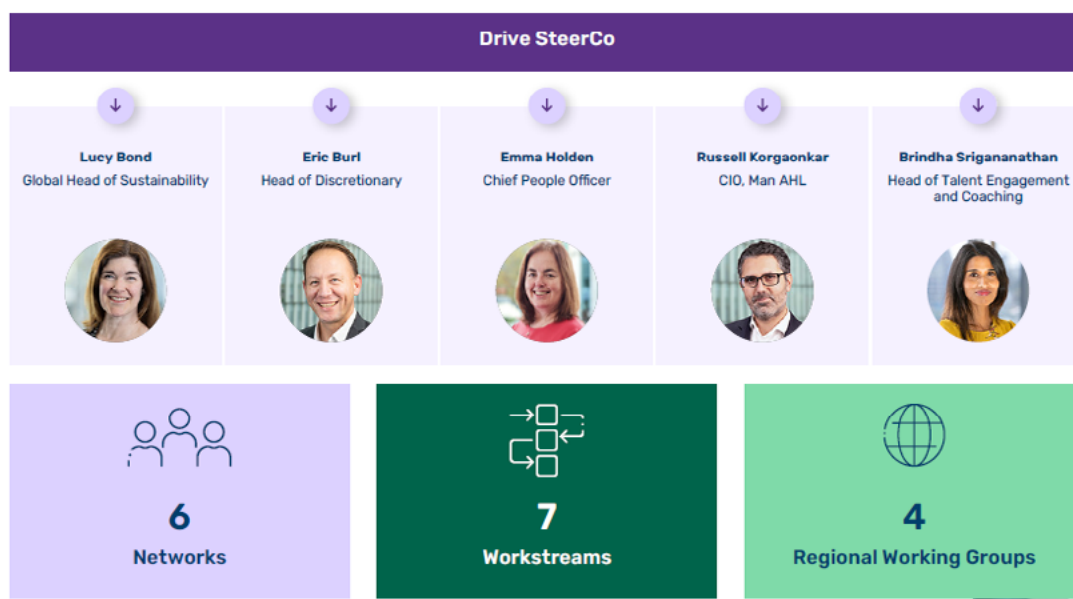 Drive SteerCo
Lucy Bond
Global Head of Sustainability
Eric Burl
Head of Discretionary
Emma Holden
Chief People Officer
Russell Korgaonkar
CIO, Man AHL
Brindha Srigananathan
Head of Talent Engagement
and Coaching
6
Networks
7
Workstreams
4
Regional Working Groups